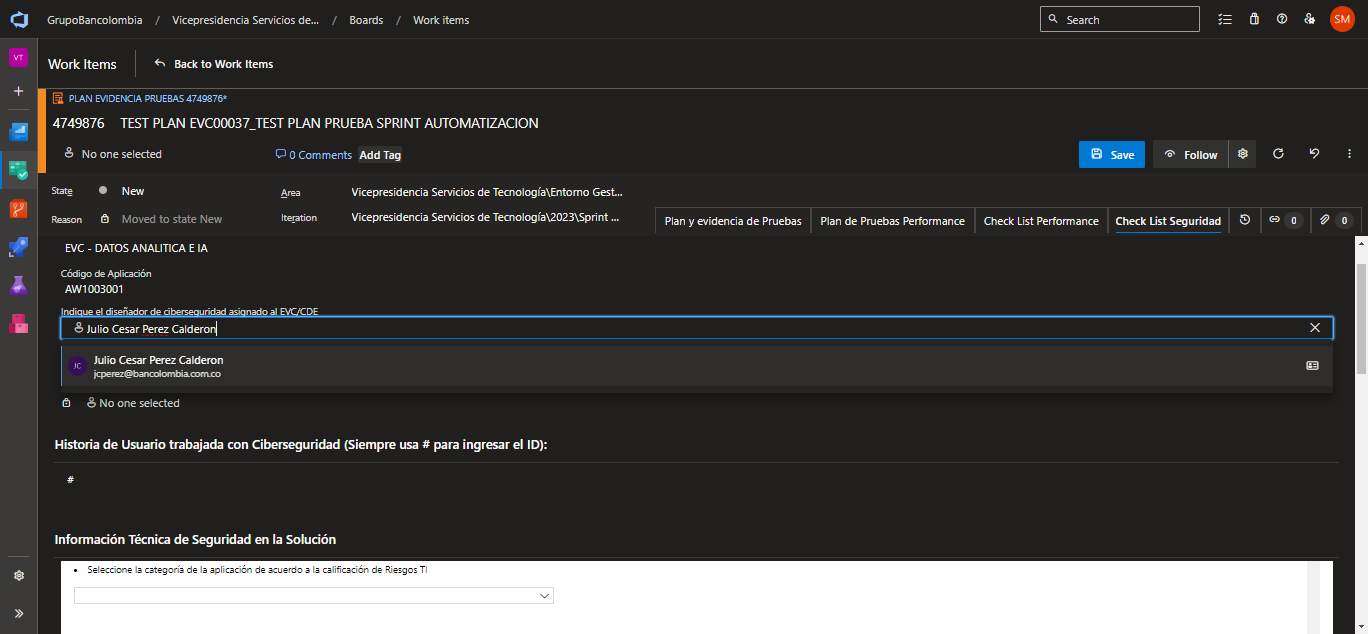 GrupoBancolombia / Vicepresidencia Servicios de... / Boards / Work items
Search
SM
VT
Work Items
Back to Work Items
PLAN EVIDENCIA PRUEBAS 4749876*
4749876 TEST PLAN EVC00037_TEST PLAN PRUEBA SPRINT AUTOMATIZACION
No one selected
0 Comments
Add Tag
Save
Follow
State
New
Area
Vicepresidencia Servicios de Tecnología\Entorno Gest...
Reason
Moved to state New
Iteration
Vicepresidencia Servicios de Tecnología\2023\Sprint ...
Plan y evidencia de Pruebas
Plan de Pruebas Performance
Check List Performance
Check List Seguridad
0
0
EVC - DATOS ANALITICA E IA
Código de Aplicación
AW1003001
Indique el diseñador de ciberseguridad asignado al EVC/CDE
Julio Cesar Perez Calderon
JC
Julio Cesar Perez Calderon
jcperez@bancolombia.com.co
No one selected
Historia de Usuario trabajada con Ciberseguridad (Siempre usa # para ingresar el ID):
#
Información Técnica de Seguridad en la Solución
• Seleccione la categoría de la aplicación de acuerdo a la calificación de Riesgos TI